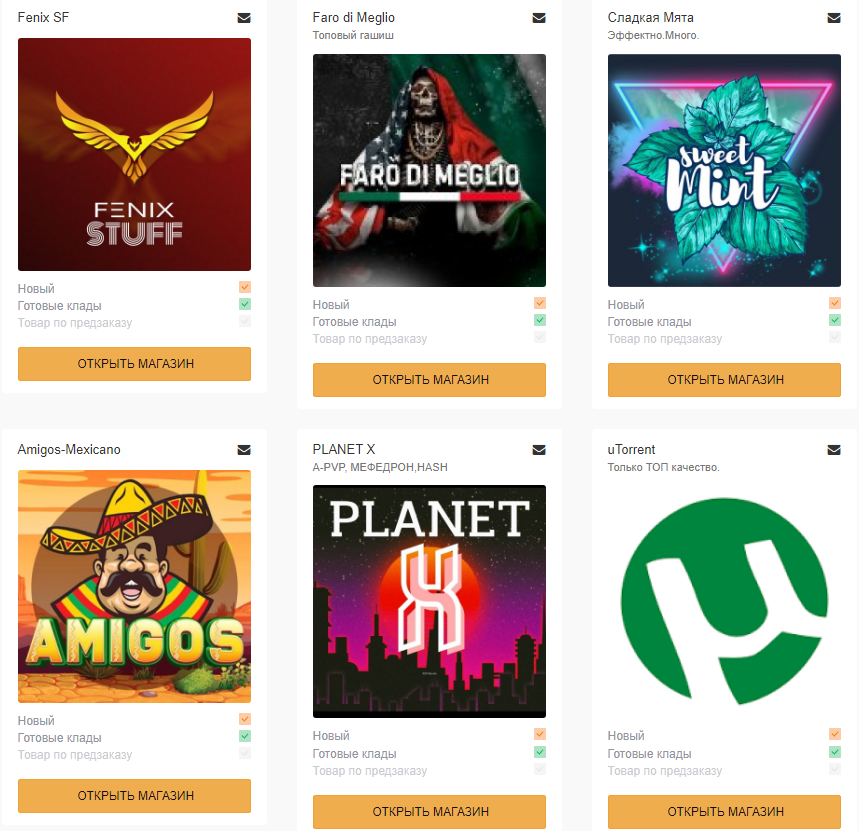 Fenix SF
FENIX
STUFF
Новый
Готовые клады
Товар по предзаказу
ОТКРЫТЬ МАГАЗИН
Faro di Meglio
Топовый гашиш
FARO DI MEGLIO
Новый
Готовые клады
Товар по предзаказу
ОТКРЫТЬ МАГАЗИН
Сладкая Мята
Эффектно.Много.
sweet
Mint
Новый
Готовые клады
Товар по предзаказу
ОТКРЫТЬ МАГАЗИН
Amigos-Mexicano
AMIGOS
Новый
Готовые клады
Товар по предзаказу
ОТКРЫТЬ МАГАЗИН
PLANET X
A-PVP, МЕФЕДРОН,HASH
PLANET
X
Новый
Готовые клады
Товар по предзаказу
ОТКРЫТЬ МАГАЗИН
uTorrent
Только ТОП качество.
µ
Новый
Готовые клады
Товар по предзаказу
ОТКРЫТЬ МАГАЗИН